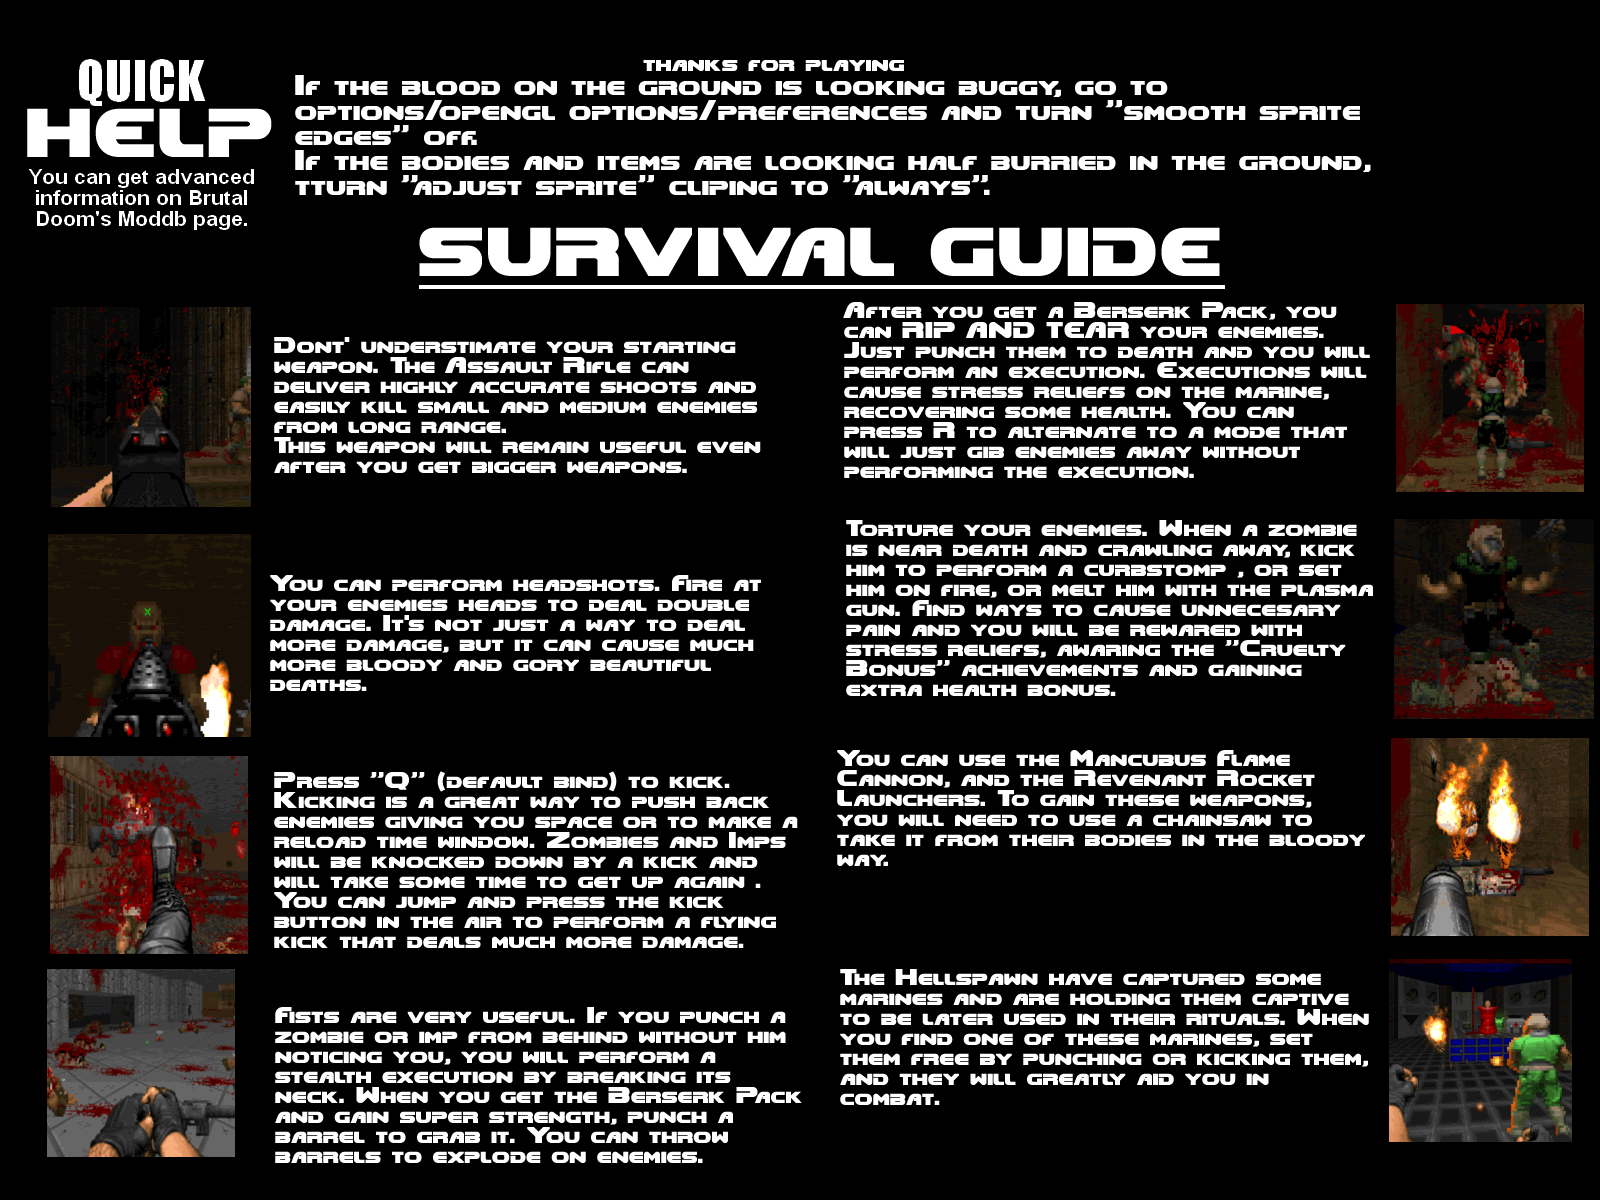 QUICK
HELP
You can get advanced
information on Brutal
Doom's Moddb page.
THANKS FOR PLAYING
IF THE BLOOD ON THE GROUND IS LOOKING BUGGY, GO TO
OPTIONS/OPENGL OPTIONS/PREFERENCES AND TURN "SMOOTH SPRITE
EDGES" OFF.
IF THE BODIES AND ITEMS ARE LOOKING HALF BURRIED IN THE GROUND,
TTURN "ADJUST SPRITE" CLIPING TO "ALWAYS".
SURVIVAL GUIDE
DONT' UNDERSTIMATE YOUR STARTING
WEAPON. THE ASSAULT RIFLE CAN
DELIVER HIGHLY ACCURATE SHOOTS AND
EASILY KILL SMALL AND MEDIUM ENEMIES
FROM LONG RANGE.
THIS WEAPON WILL REMAIN USEFUL EVEN
AFTER YOU GET BIGGER WEAPONS.
YOU CAN PERFORM HEADSHOTS. FIRE AT
YOUR ENEMIES HEADS TO DEAL DOUBLE
DAMAGE. IT'S NOT JUST A WAY TO DEAL
MORE DAMAGE, BUT IT CAN CAUSE MUCH
MORE BLOODY AND GORY BEAUTIFUL
DEATHS.
PRESS "Q" (DEFAULT BIND) TO KICK.
KICKING IS A GREAT WAY TO PUSH BACK
ENEMIES GIVING YOU SPACE OR TO MAKE A
RELOAD TIME WINDOW. ZOMBIES AND IMPS
WILL BE KNOCKED DOWN BY A KICK AND
WILL TAKE SOME TIME TO GET UP AGAIN .
YOU CAN JUMP AND PRESS THE KICK
BUTTON IN THE AIR TO PERFORM A FLYING
KICK THAT DEALS MUCH MORE DAMAGE.
FISTS ARE VERY USEFUL. IF YOU PUNCH A
ZOMBIE OR IMP FROM BEHIND WITHOUT HIM
NOTICING YOU, YOU WILL PERFORM A
STEALTH EXECUTION BY BREAKING ITS
NECK. WHEN YOU GET THE BERSERK PACK
AND GAIN SUPER STRENGTH, PUNCH A
BARREL TO GRAB IT. YOU CAN THROW
BARRELS TO EXPLODE ON ENEMIES.
AFTER YOU GET A BERSERK PACK, YOU
CAN RIP AND TEAR YOUR ENEMIES.
JUST PUNCH THEM TO DEATH AND YOU WILL
PERFORM AN EXECUTION. EXECUTIONS WILL
CAUSE STRESS RELIEFS ON THE MARINE,
RECOVERING SOME HEALTH. YOU CAN
PRESS R TO ALTERNATE TO A MODE THAT
WILL JUST GIB ENEMIES AWAY WITHOUT
PERFORMING THE EXECUTION.
TORTURE YOUR ENEMIES. WHEN A ZOMBIE
IS NEAR DEATH AND CRAWLING AWAY, KICK
HIM TO PERFORM A CURBSTOMP , OR SET
HIM ON FIRE, OR MELT HIM WITH THE PLASMA
GUN. FIND WAYS TO CAUSE UNNECESARY
PAIN AND YOU WILL BE REWARED WITH
STRESS RELIEFS, AWARING THE "CRUELTY
BONUS" ACHIEVEMENTS AND GAINING
EXTRA HEALTH BONUS.
YOU CAN USE THE MANCUBUS FLAME
CANNON, AND THE REVENANT ROCKET
LAUNCHERS. TO GAIN THESE WEAPONS,
YOU WILL NEED TO USE A CHAINSAW TO
TAKE IT FROM THEIR BODIES IN THE BLOODY
WAY.
THE HELLSPAWN HAVE CAPTURED SOME
MARINES AND ARE HOLDING THEM CAPTIVE
TO BE LATER USED IN THEIR RITUALS. WHEN
YOU FIND ONE OF THESE MARINES, SET
THEM FREE BY PUNCHING OR KICKING THEM,
AND THEY WILL GREATLY AID YOU IN
COMBAT.